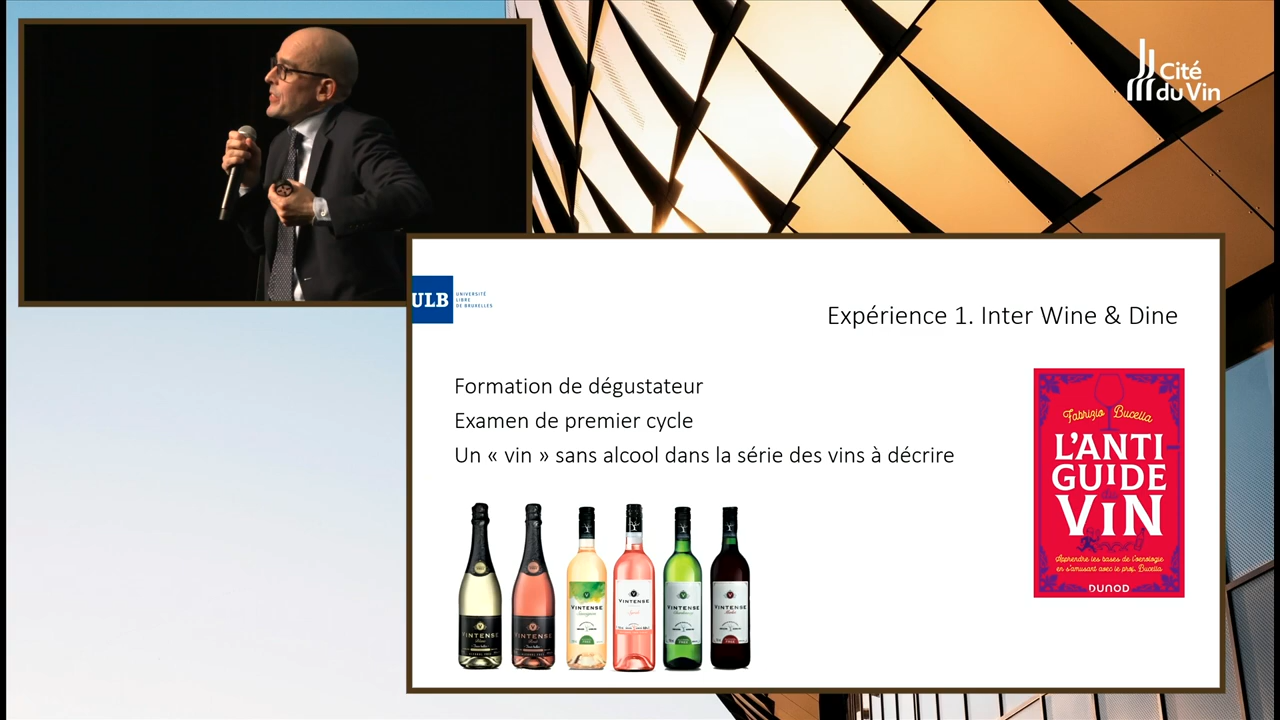 Cité
du Vin
ULB
UNIVERSITÉ
LIBRE
DE BRUXELLES
Expérience 1. Inter Wine & Dine
Formation de dégustateur
Examen de premier cycle
Un « vin » sans alcool dans la série des vins à décrire
Fabrizio Bucella
L'ANTI-
GUIDE
du
VIN
Apprendre les bases de l'œnologie
en s'amusant avec le prof. Bucella
DUNOD
VINTENSE
VINTENSE
VINTENSE
VINTENSE
VINTENSE
VINTENSE